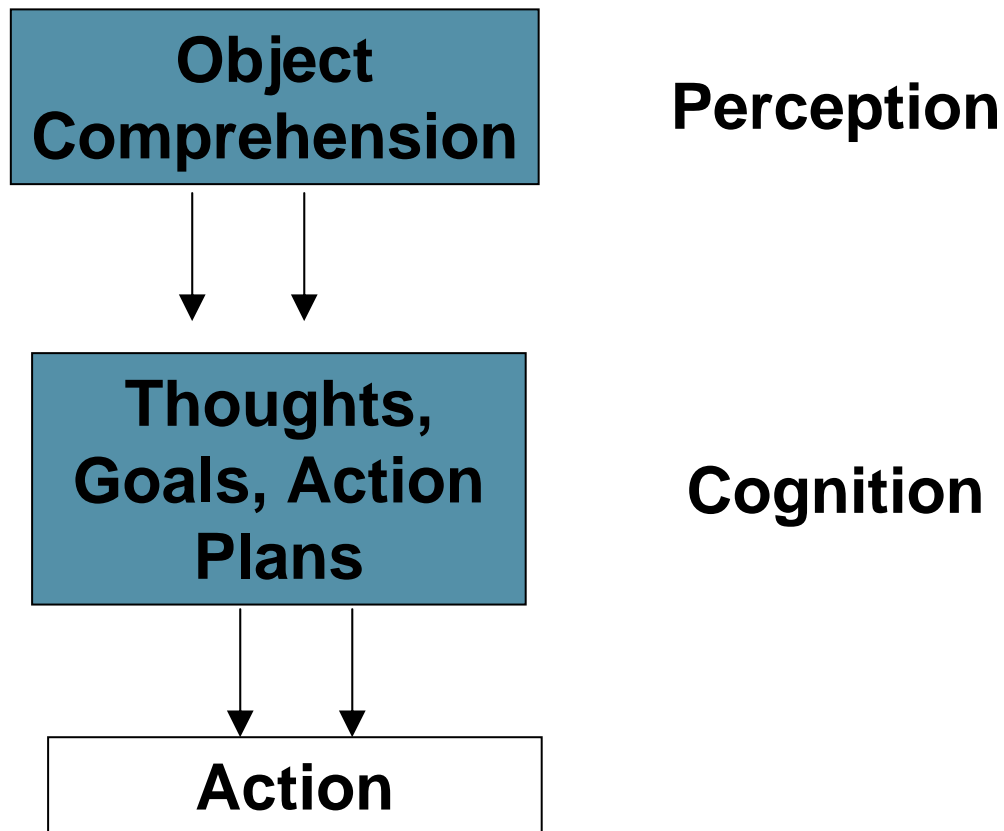 Object
Comprehension
Perception
Thoughts,
Goals, Action
Plans
Cognition
Action